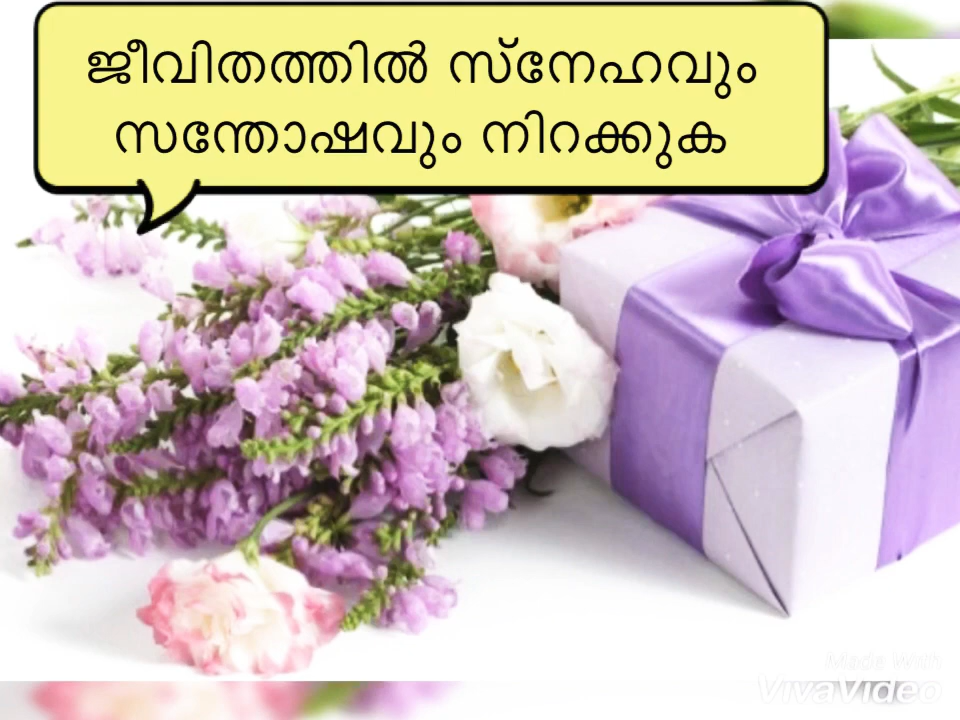 ജീവിതത്തിൽ സ്നേഹവും
സന്തോഷവും നിറക്കുക
Made With
VivaVideo